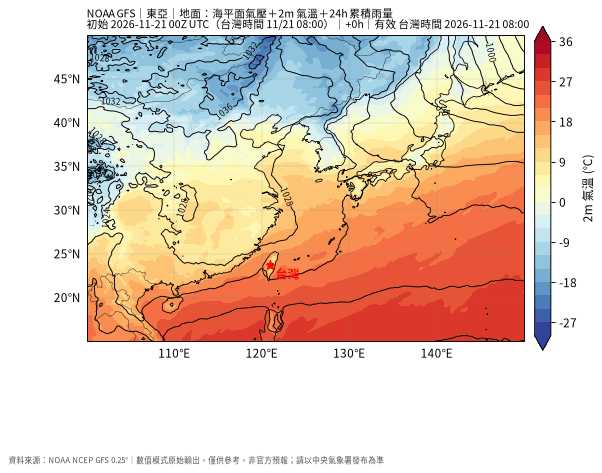 NOAA GFS｜東亞｜地面：海平面氣壓＋2m 氣溫＋24h 累積雨量
初始 2026-11-21 00Z UTC（台灣時間 11/21 08:00）｜+0h｜有效 台灣時間 2026-11-21 08:00
45°N
40°N
35°N
30°N
25°N
20°N
110°E
120°E
130°E
140°E
1028
1032
1032
1036
1000
1028
1028
台灣
36
27
18
9
0
-9
-18
-27
2m 氣溫 (°C)
資料來源：NOAA NCEP GFS 0.25°｜數值模式原始輸出，僅供參考，非官方預報；請以中央氣象署發布為準